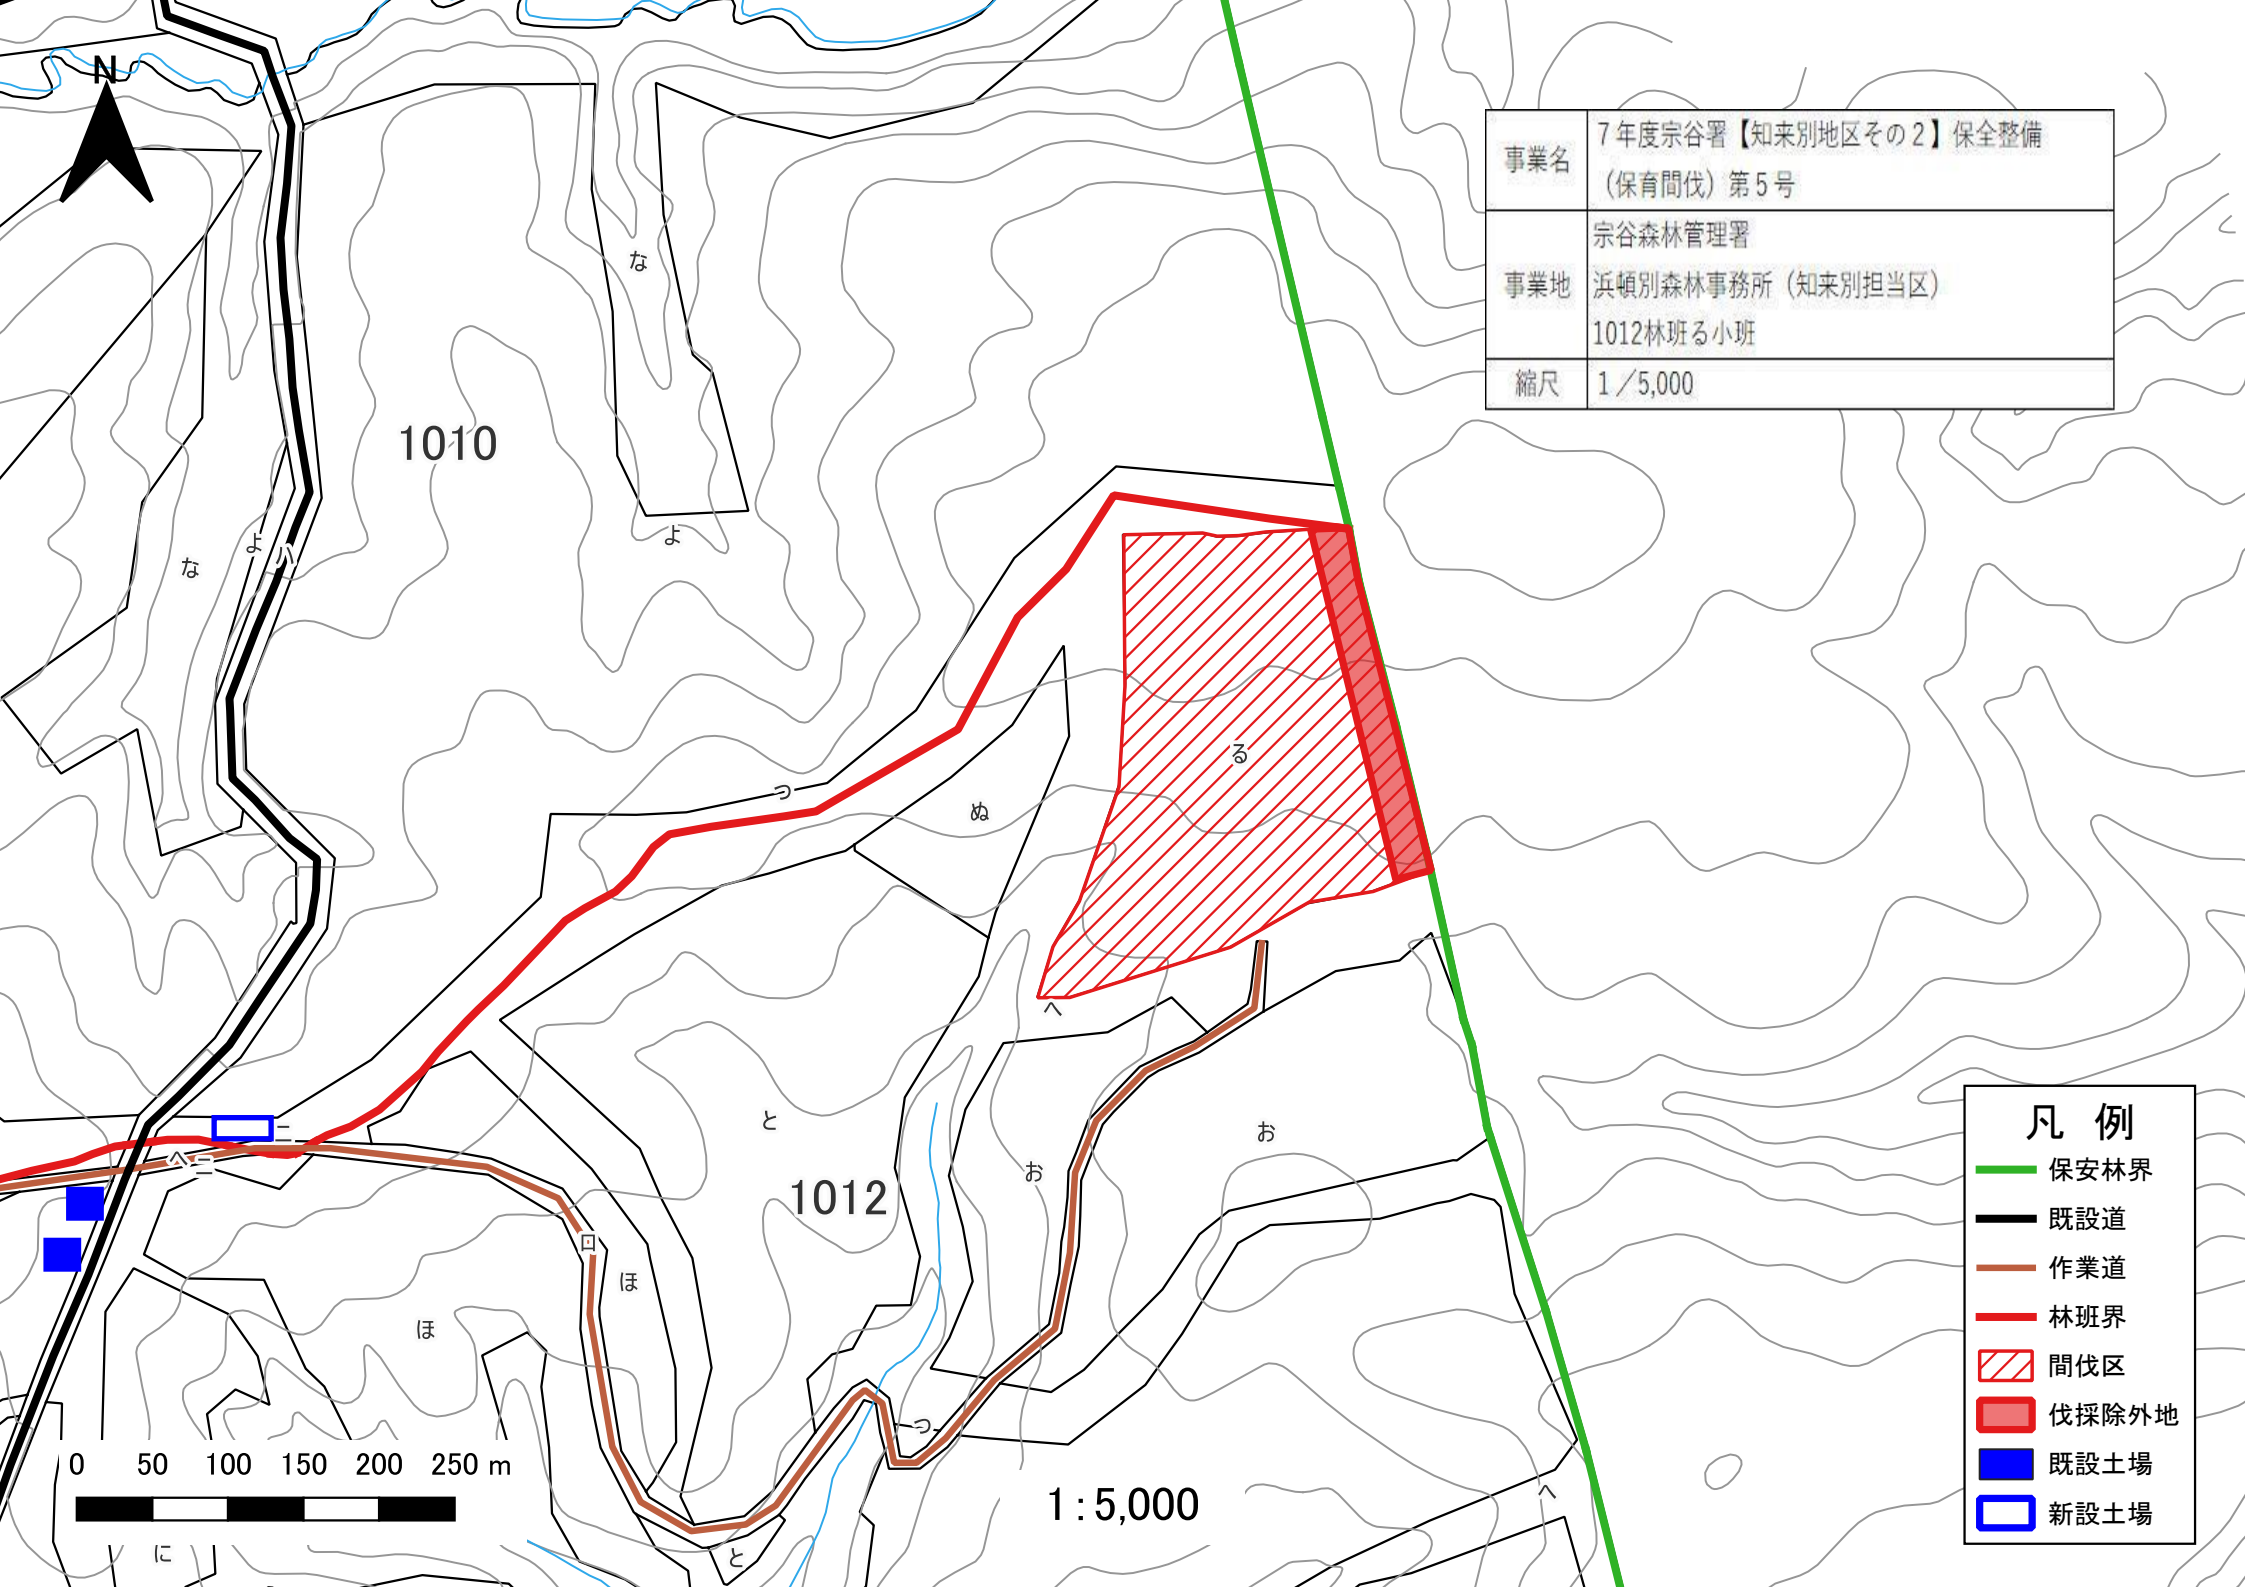 N
事業名
7年度宗谷署【知来別地区その2】保全整備
(保育間伐)第5号
事業地
宗谷森林管理署
浜頓別森林事務所(知来別担当区)
1012林班る小班
縮尺
1/5,000
な
1010
よ
な
よ
ハ
る
つ
ぬ
へ
と
お
お
ニ
ヘ
ニ
1012
ロ
ほ
ほ
つ
と
に
へ
0 50 100 150 200 250 m
1:5,000
凡 例
保安林界
既設道
作業道
林班界
間伐区
伐採除外地
既設土場
新設土場